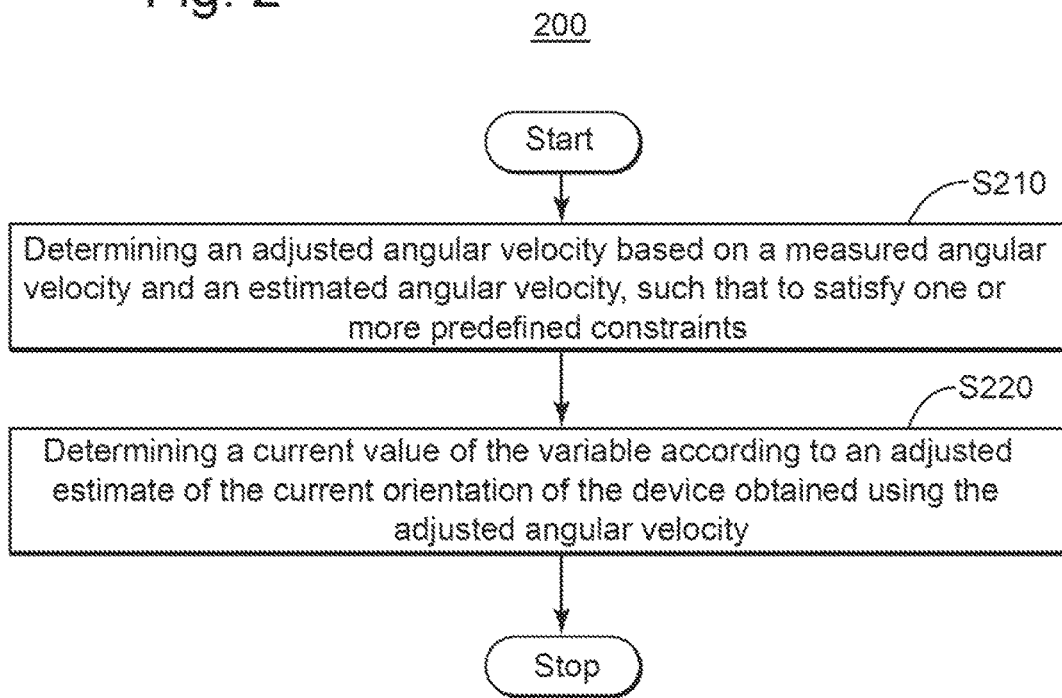 Fig. 2
200
Start
S210
Determining an adjusted angular velocity based on a measured angular
velocity and an estimated angular velocity, such that to satisfy one or
more predefined constraints
S220
Determining a current value of the variable according to an adjusted
estimate of the current orientation of the device obtained using the
adjusted angular velocity
Stop